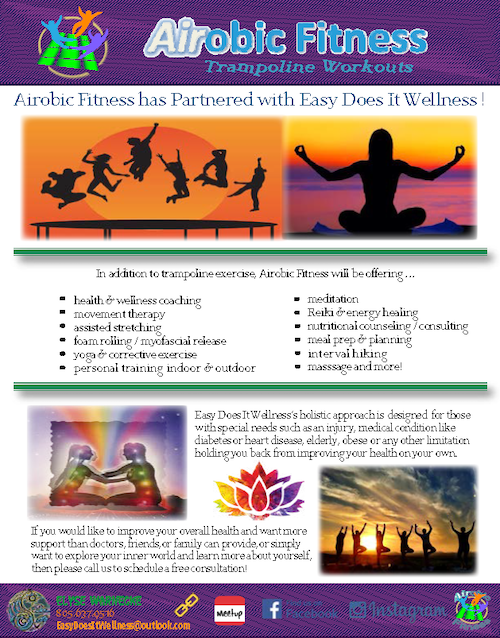 Airobic Fitness
Trampoline Workouts
Airobic Fitness has Partnered with Easy Does It Wellness !
In addition to trampoline exercise, Airobic Fitness will be offering ...
health & wellness coaching
movement therapy
assisted stretching
foam rolling / myofascial release
yoga & corrective exercise
personal training indoor & outdoor
meditation
Reiki & energy healing
nutritional counseling / consulting
meal prep & planning
interval hiking
masssage and more!
Easy Does It Wellness's holistic approach is designed for those
with special needs such as an injury, medical condition like
diabetes or heart disease, elderly, obese or any other limitation
holding you back from improving your health on your own.
If you would like to improve your overall health and want more
support than doctors, friends, or family can provide, or simply
want to explore your inner world and learn more about yourself,
then please call us to schedule a free consultation!
EasyDoesItWellness@outlook.com
Meetup
Facebook
Instagram